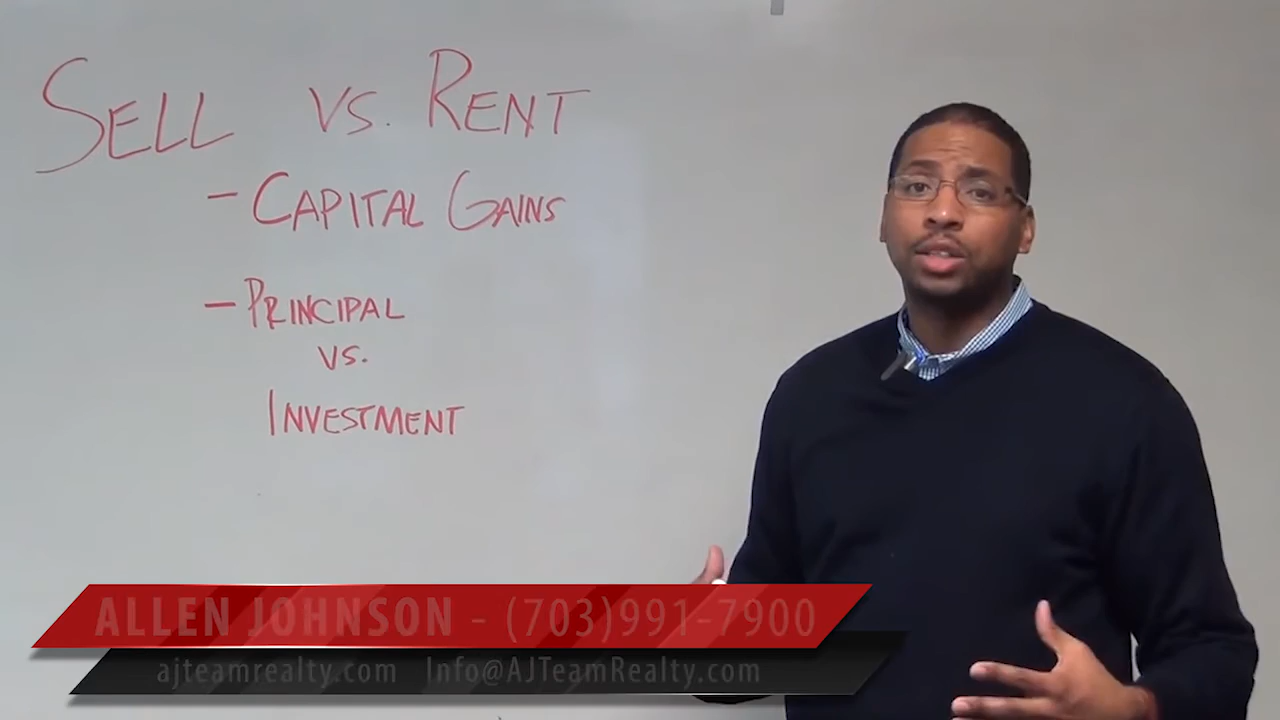 SELL VS. RENT
- CAPITAL GAINS
- PRINCIPAL
VS.
INVESTMENT
ALLEN JOHNSON - (703)991-7900
ajteamrealty.com Info@AJTeamRealty.com